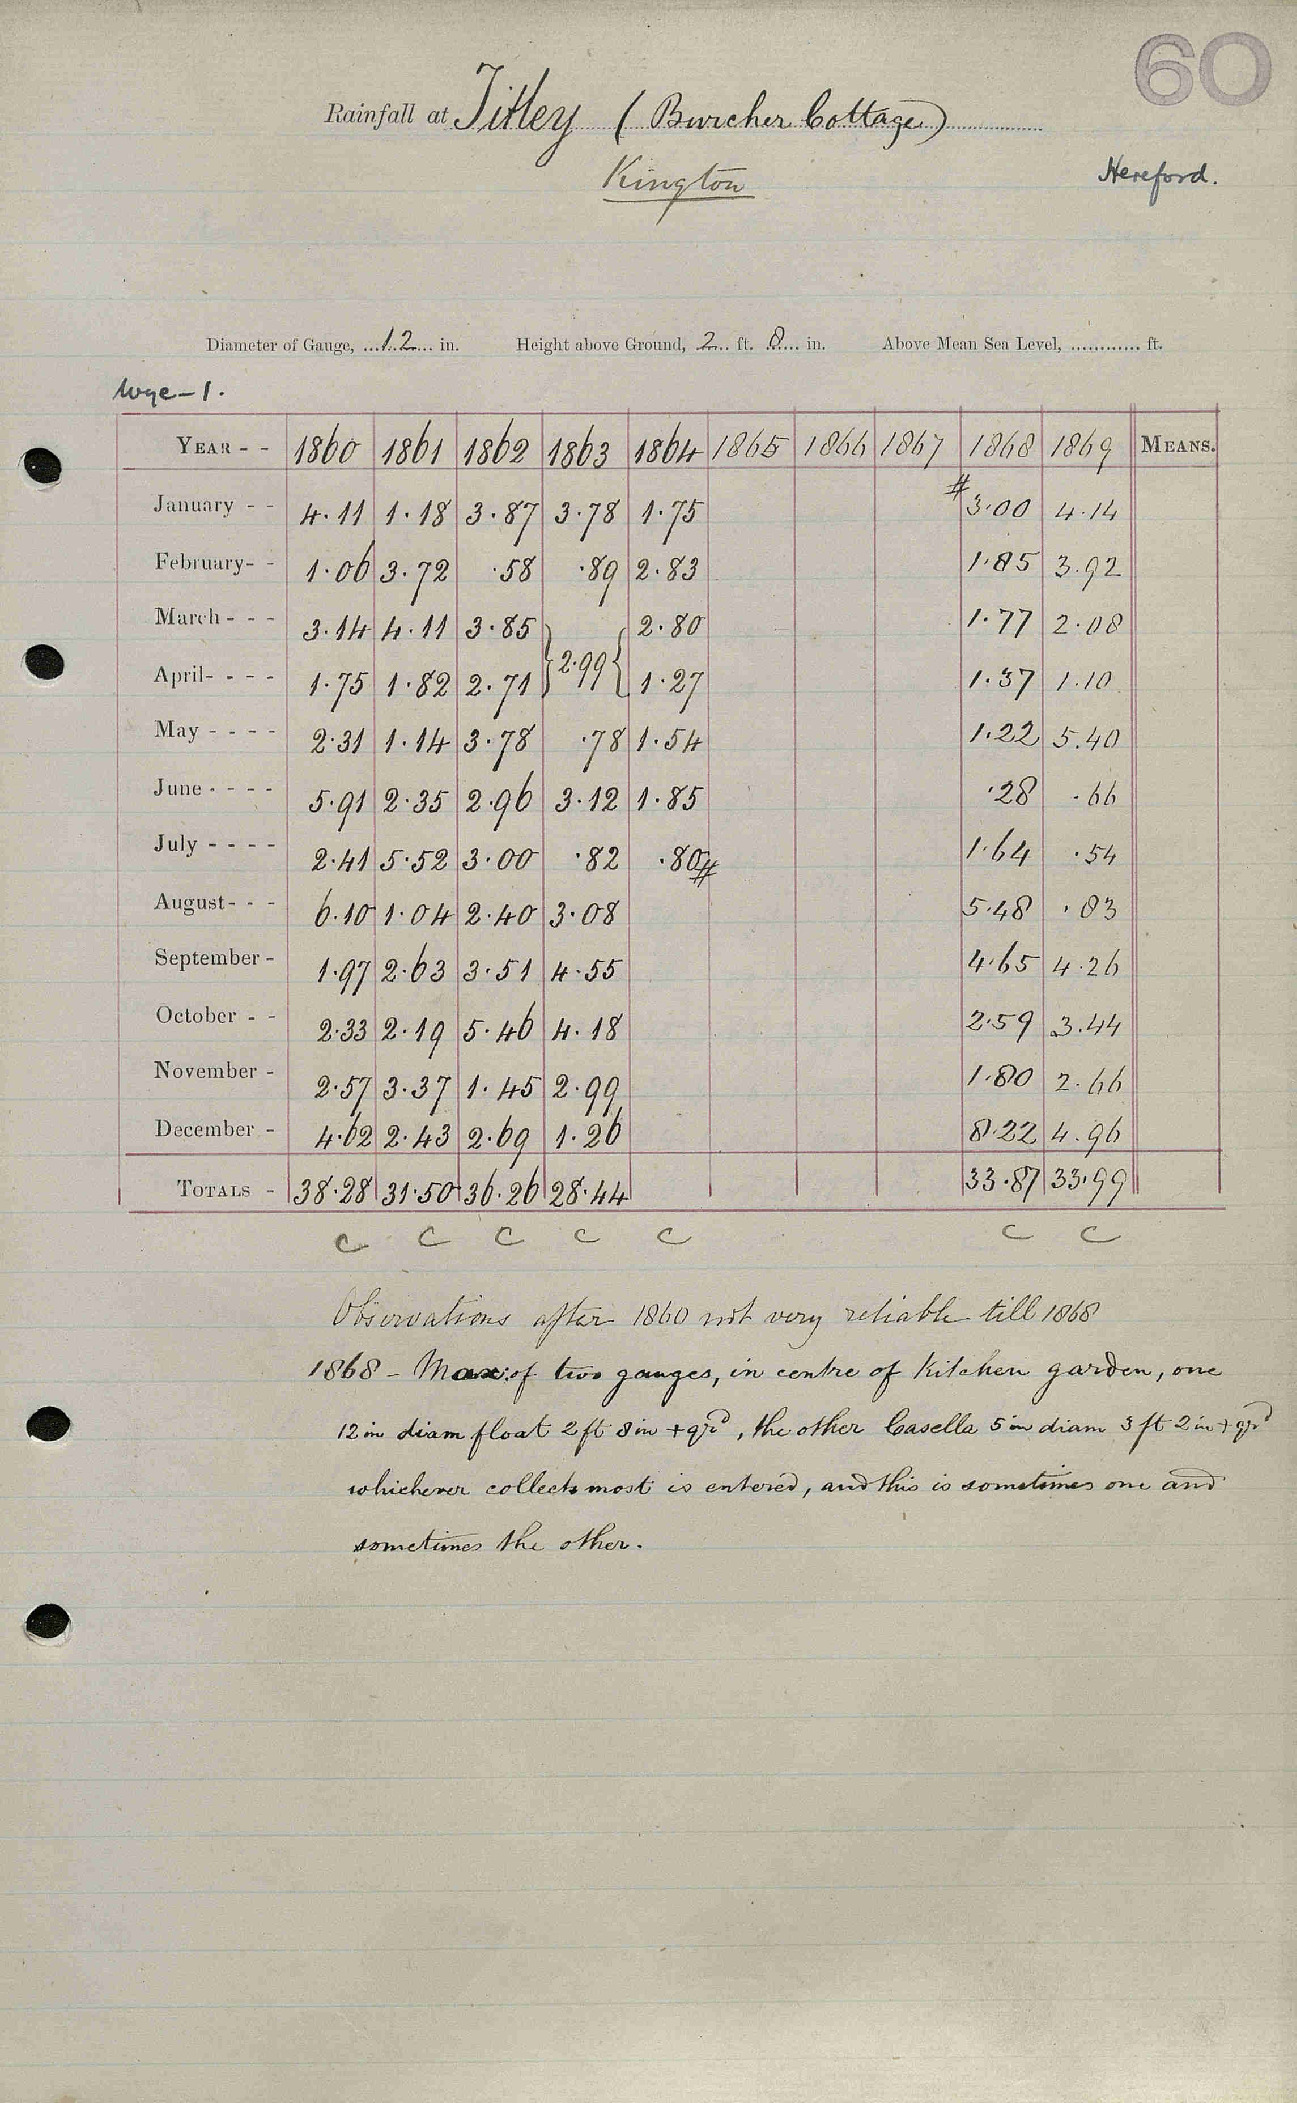 60
Rainfall at Titley (Burcher Cottage)
Kington
Hereford.
Diameter of Gauge, ...12... in. Height above Ground, 2... ft. 8... in. Above Mean Sea Level, ............ ft.
Wye-1.
YEAR - - 1860 1861 1862 1863 1864 1865 1866 1867 1868 1869 MEANS.
January - - 4.11 1.18 3.87 3.78 1.75 # 3.00 4.14
February- - 1.06 3.72 .58 .89 2.83 1.85 3.92
March - - - 3.14 4.11 3.85 2.80 1.77 2.08
} 2.99 {
April- - - - 1.75 1.82 2.71 1.27 1.37 1.10
May - - - - 2.31 1.14 3.78 .78 1.54 1.22 5.40
June - - - - 5.91 2.35 2.96 3.12 1.85 .28 .66
July - - - - 2.41 5.52 3.00 .82 .80# 1.64 .54
August- - - 6.10 1.04 2.40 3.08 5.48 .83
September - 1.97 2.63 3.51 4.55 4.65 4.26
October - - 2.33 2.19 5.46 4.18 2.59 3.44
November - 2.57 3.37 1.45 2.99 1.80 2.66
December - 4.62 2.43 2.69 1.26 8.22 4.96
TOTALS - 38.28 31.50 36.26 28.44 33.87 33.99
C C C C C C C
Observations after 1860 not very reliable till 1868
1868 - Max: of two gauges, in centre of Kitchen garden, one
12 in diam float 2 ft 8 in + grd, the other Casella 5 in diam 3 ft 2 in + grd
whichever collects most is entered, and this is sometimes one and
sometimes the other.